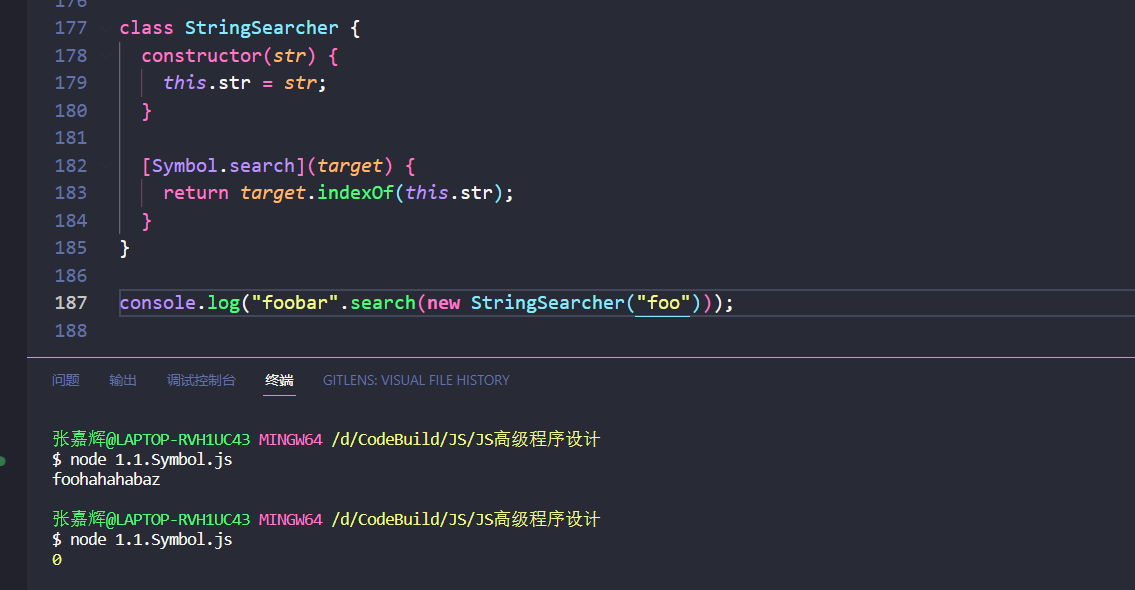 176
177 class StringSearcher {
178 constructor(str) {
179 this.str = str;
180 }
181
182 [Symbol.search](target) {
183 return target.indexOf(this.str);
184 }
185 }
186
187 console.log("foobar".search(new StringSearcher("foo")));
188
问题 输出 调试控制台 终端 GITLENS: VISUAL FILE HISTORY
张嘉辉@LAPTOP-RVH1UC43 MINGW64 /d/CodeBuild/JS/JS高级程序设计
$ node 1.1.Symbol.js
foohahahabaz
张嘉辉@LAPTOP-RVH1UC43 MINGW64 /d/CodeBuild/JS/JS高级程序设计
$ node 1.1.Symbol.js
0